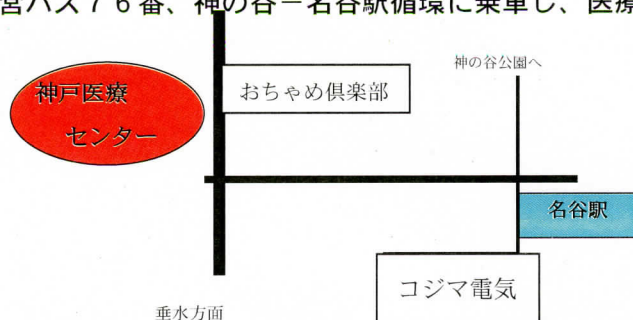 営バス76番、神の谷－名谷駅循環に乗車し、医療
神の谷公園へ
神戸医療
センター
おちゃめ倶楽部
名谷駅
コジマ電気
垂水方面